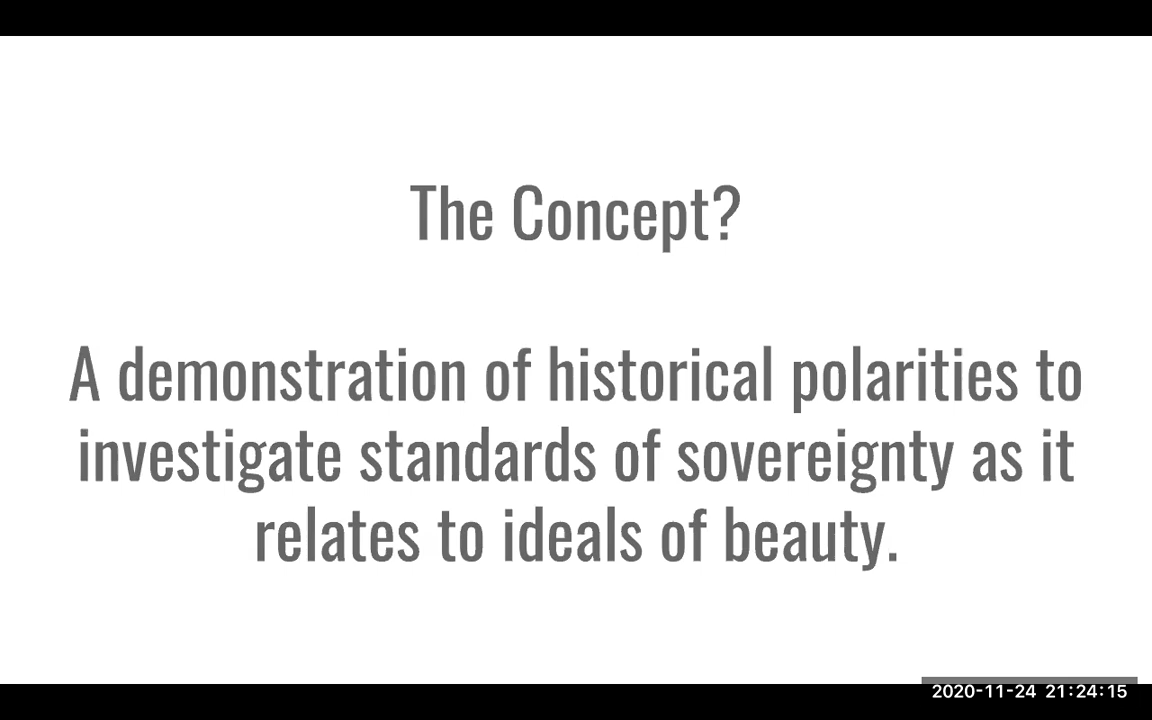 The Concept?
A demonstration of historical polarities to
investigate standards of sovereignty as it
relates to ideals of beauty.
2020-11-24 21:24:15